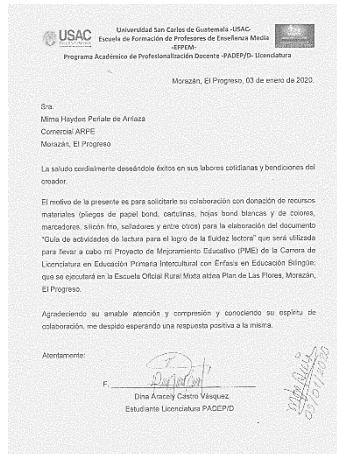 USAC
Universidad San Carlos de Guatemala -USAC-
Escuela de Formación de Profesores de Enseñanza Media
-EFPEM-
Programa Académico de Profesionalización Docente -PADEP/D- Licenciatura
Morazán, El Progreso, 03 de enero de 2020.
Sra.
Mirna Haydee Peñate de Arriaza
Comercial ARPE
Morazán, El Progreso
La saludo cordialmente deseándole éxitos en sus labores cotidianas y bendiciones del
creador.
El motivo de la presente es para solicitarle su colaboración con donación de recursos
materiales (pliegos de papel bond, cartulinas, hojas bond blancas y de colores,
marcadores, silicón frio, selladores y entre otros) para la elaboración del documento
"Guía de actividades de lectura para el logro de la fluidez lectora" que será utilizada
para llevar a cabo mi Proyecto de Mejoramiento Educativo (PME) de la Carrera de
Licenciatura en Educación Primaria Intercultural con Énfasis en Educación Bilingüe;
que se ejecutará en la Escuela Oficial Rural Mixta aldea Plan de Las Flores, Morazán,
El Progreso.
Agradeciendo su amable atención y compresión y conociendo su espíritu de
colaboración, me despido esperando una respuesta positiva a la misma.
Atentamente:
F.
Dina Aracely Castro Vásquez
Estudiante Licenciatura PADEP/D
03/01/2020